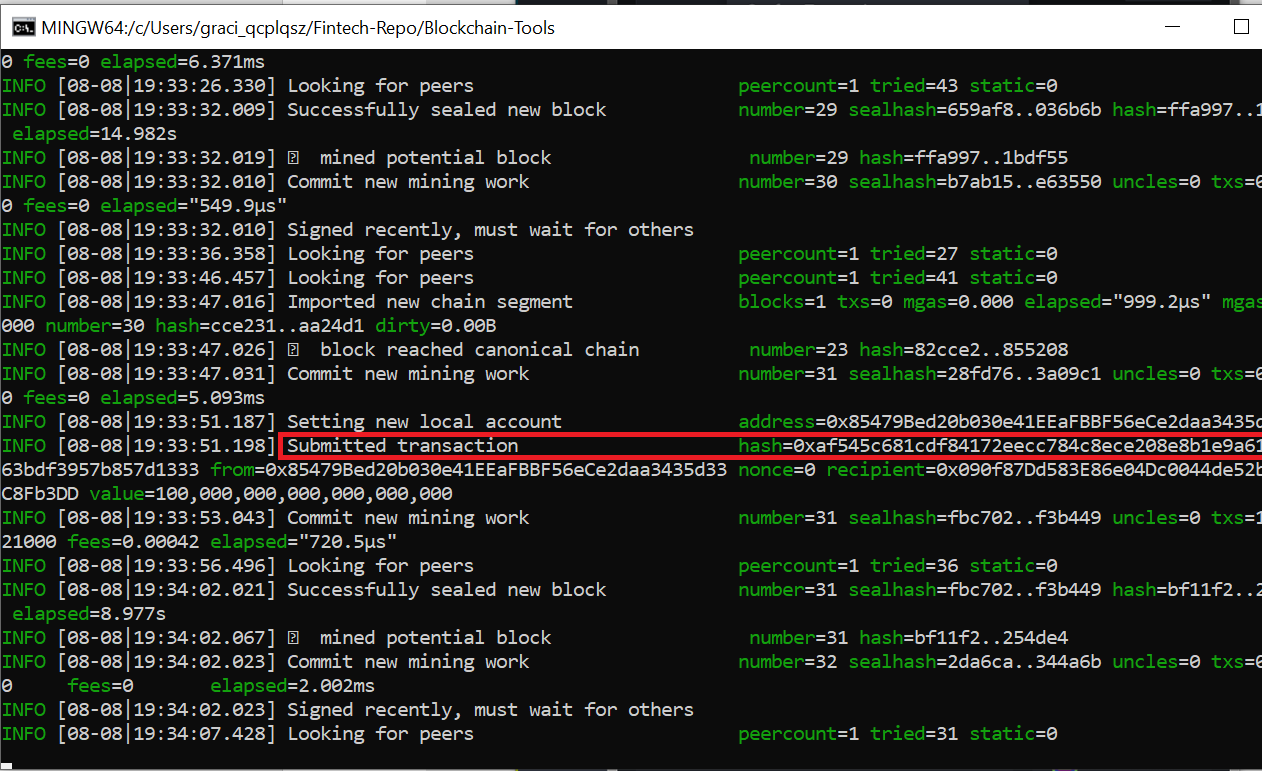 MINGW64:/c/Users/graci_qcplqsz/Fintech-Repo/Blockchain-Tools
0 fees=0 elapsed=6.371ms
INFO [08-08|19:33:26.330] Looking for peers peercount=1 tried=43 static=0
INFO [08-08|19:33:32.009] Successfully sealed new block number=29 sealhash=659af8..036b6b hash=ffa997..1
elapsed=14.982s
INFO [08-08|19:33:32.019] mined potential block number=29 hash=ffa997..1bdf55
INFO [08-08|19:33:32.010] Commit new mining work number=30 sealhash=b7ab15..e63550 uncles=0 txs=0
0 fees=0 elapsed="549.9µs"
INFO [08-08|19:33:32.010] Signed recently, must wait for others
INFO [08-08|19:33:36.358] Looking for peers peercount=1 tried=27 static=0
INFO [08-08|19:33:46.457] Looking for peers peercount=1 tried=41 static=0
INFO [08-08|19:33:47.016] Imported new chain segment blocks=1 txs=0 mgas=0.000 elapsed="999.2µs" mgas
000 number=30 hash=cce231..aa24d1 dirty=0.00B
INFO [08-08|19:33:47.026] block reached canonical chain number=23 hash=82cce2..855208
INFO [08-08|19:33:47.031] Commit new mining work number=31 sealhash=28fd76..3a09c1 uncles=0 txs=0
0 fees=0 elapsed=5.093ms
INFO [08-08|19:33:51.187] Setting new local account address=0x85479Bed20b030e41EEaFBBF56eCe2daa3435d
INFO [08-08|19:33:51.198] Submitted transaction hash=0xaf545c681cdf84172eecc784c8ece208e8b1e9a61
63bdf3957b857d1333 from=0x85479Bed20b030e41EEaFBBF56eCe2daa3435d33 nonce=0 recipient=0x090f87Dd583E86e04Dc0044de52b
C8Fb3DD value=100,000,000,000,000,000,000
INFO [08-08|19:33:53.043] Commit new mining work number=31 sealhash=fbc702..f3b449 uncles=0 txs=1
21000 fees=0.00042 elapsed="720.5µs"
INFO [08-08|19:33:56.496] Looking for peers peercount=1 tried=36 static=0
INFO [08-08|19:34:02.021] Successfully sealed new block number=31 sealhash=fbc702..f3b449 hash=bf11f2..2
elapsed=8.977s
INFO [08-08|19:34:02.067] mined potential block number=31 hash=bf11f2..254de4
INFO [08-08|19:34:02.023] Commit new mining work number=32 sealhash=2da6ca..344a6b uncles=0 txs=0
0 fees=0 elapsed=2.002ms
INFO [08-08|19:34:02.023] Signed recently, must wait for others
INFO [08-08|19:34:07.428] Looking for peers peercount=1 tried=31 static=0